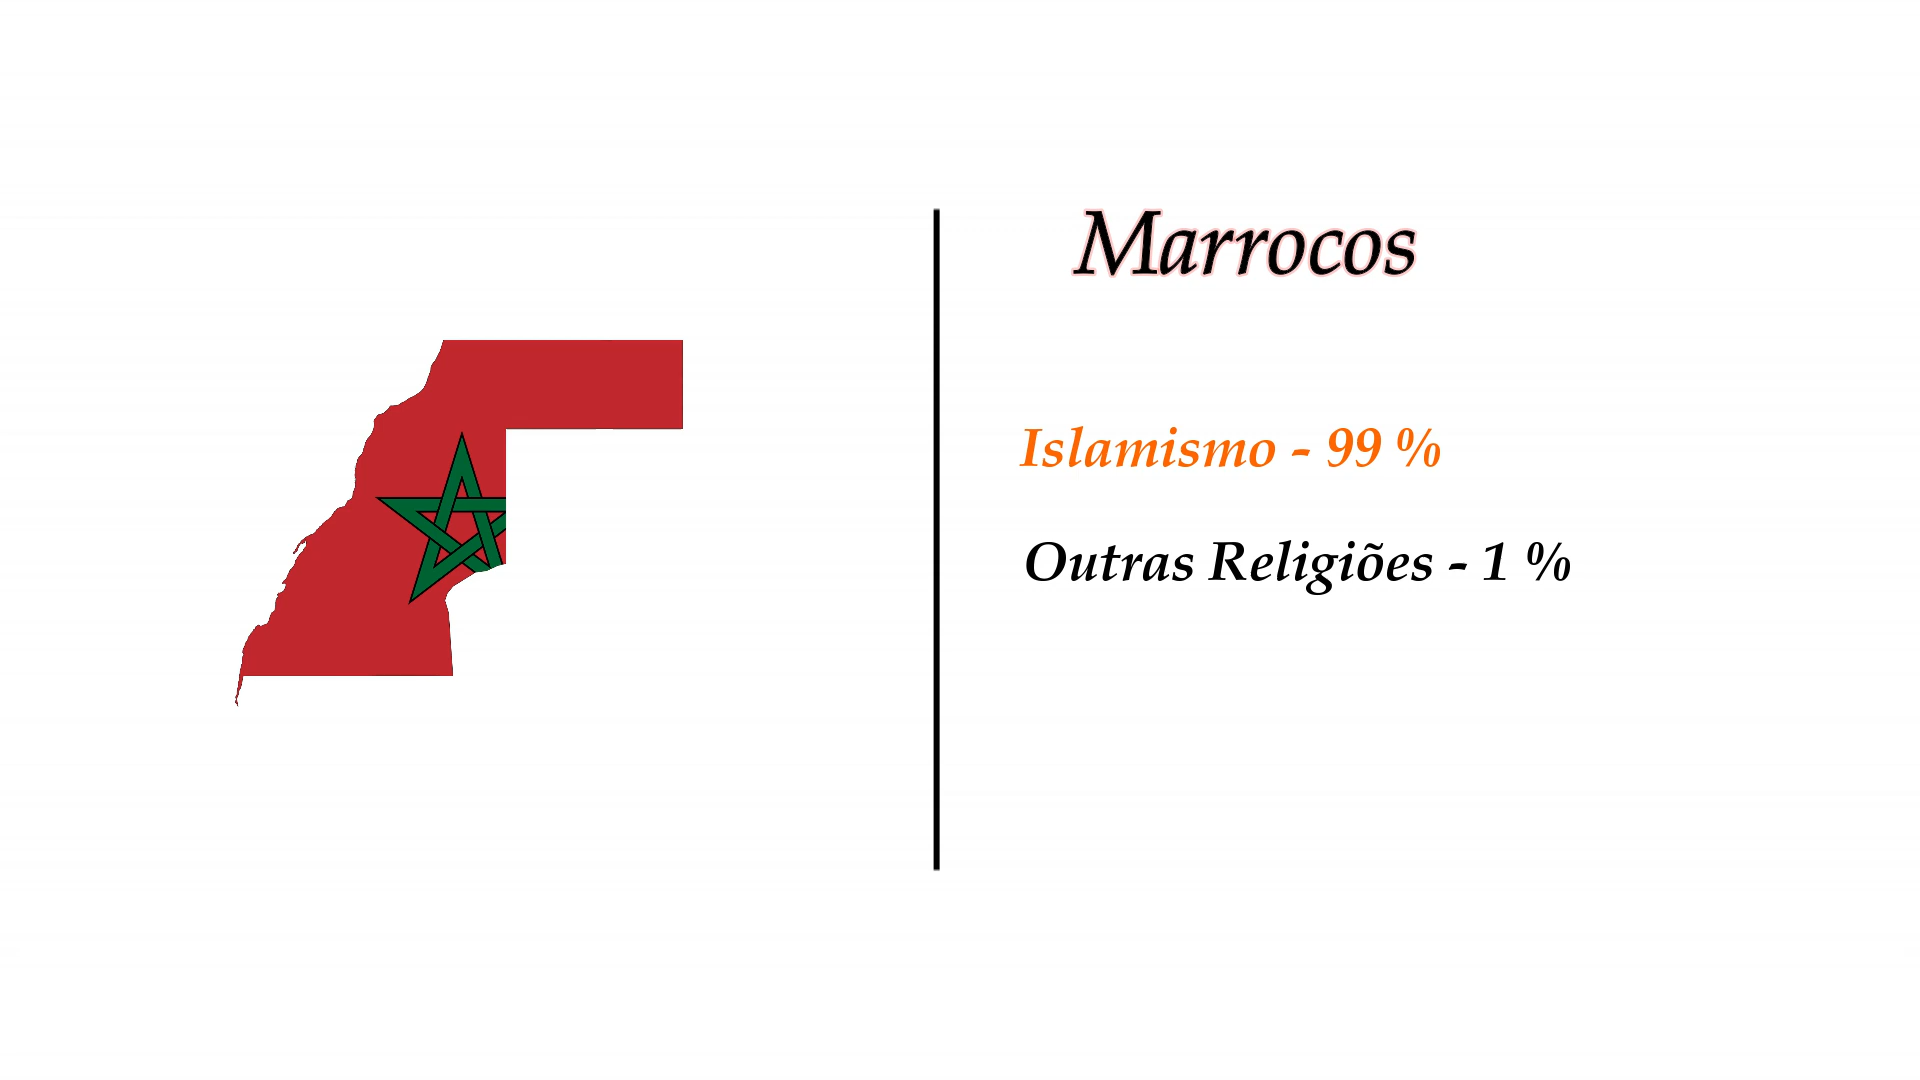 Marrocos
Islamismo - 99 %
Outras Religiões - 1 %